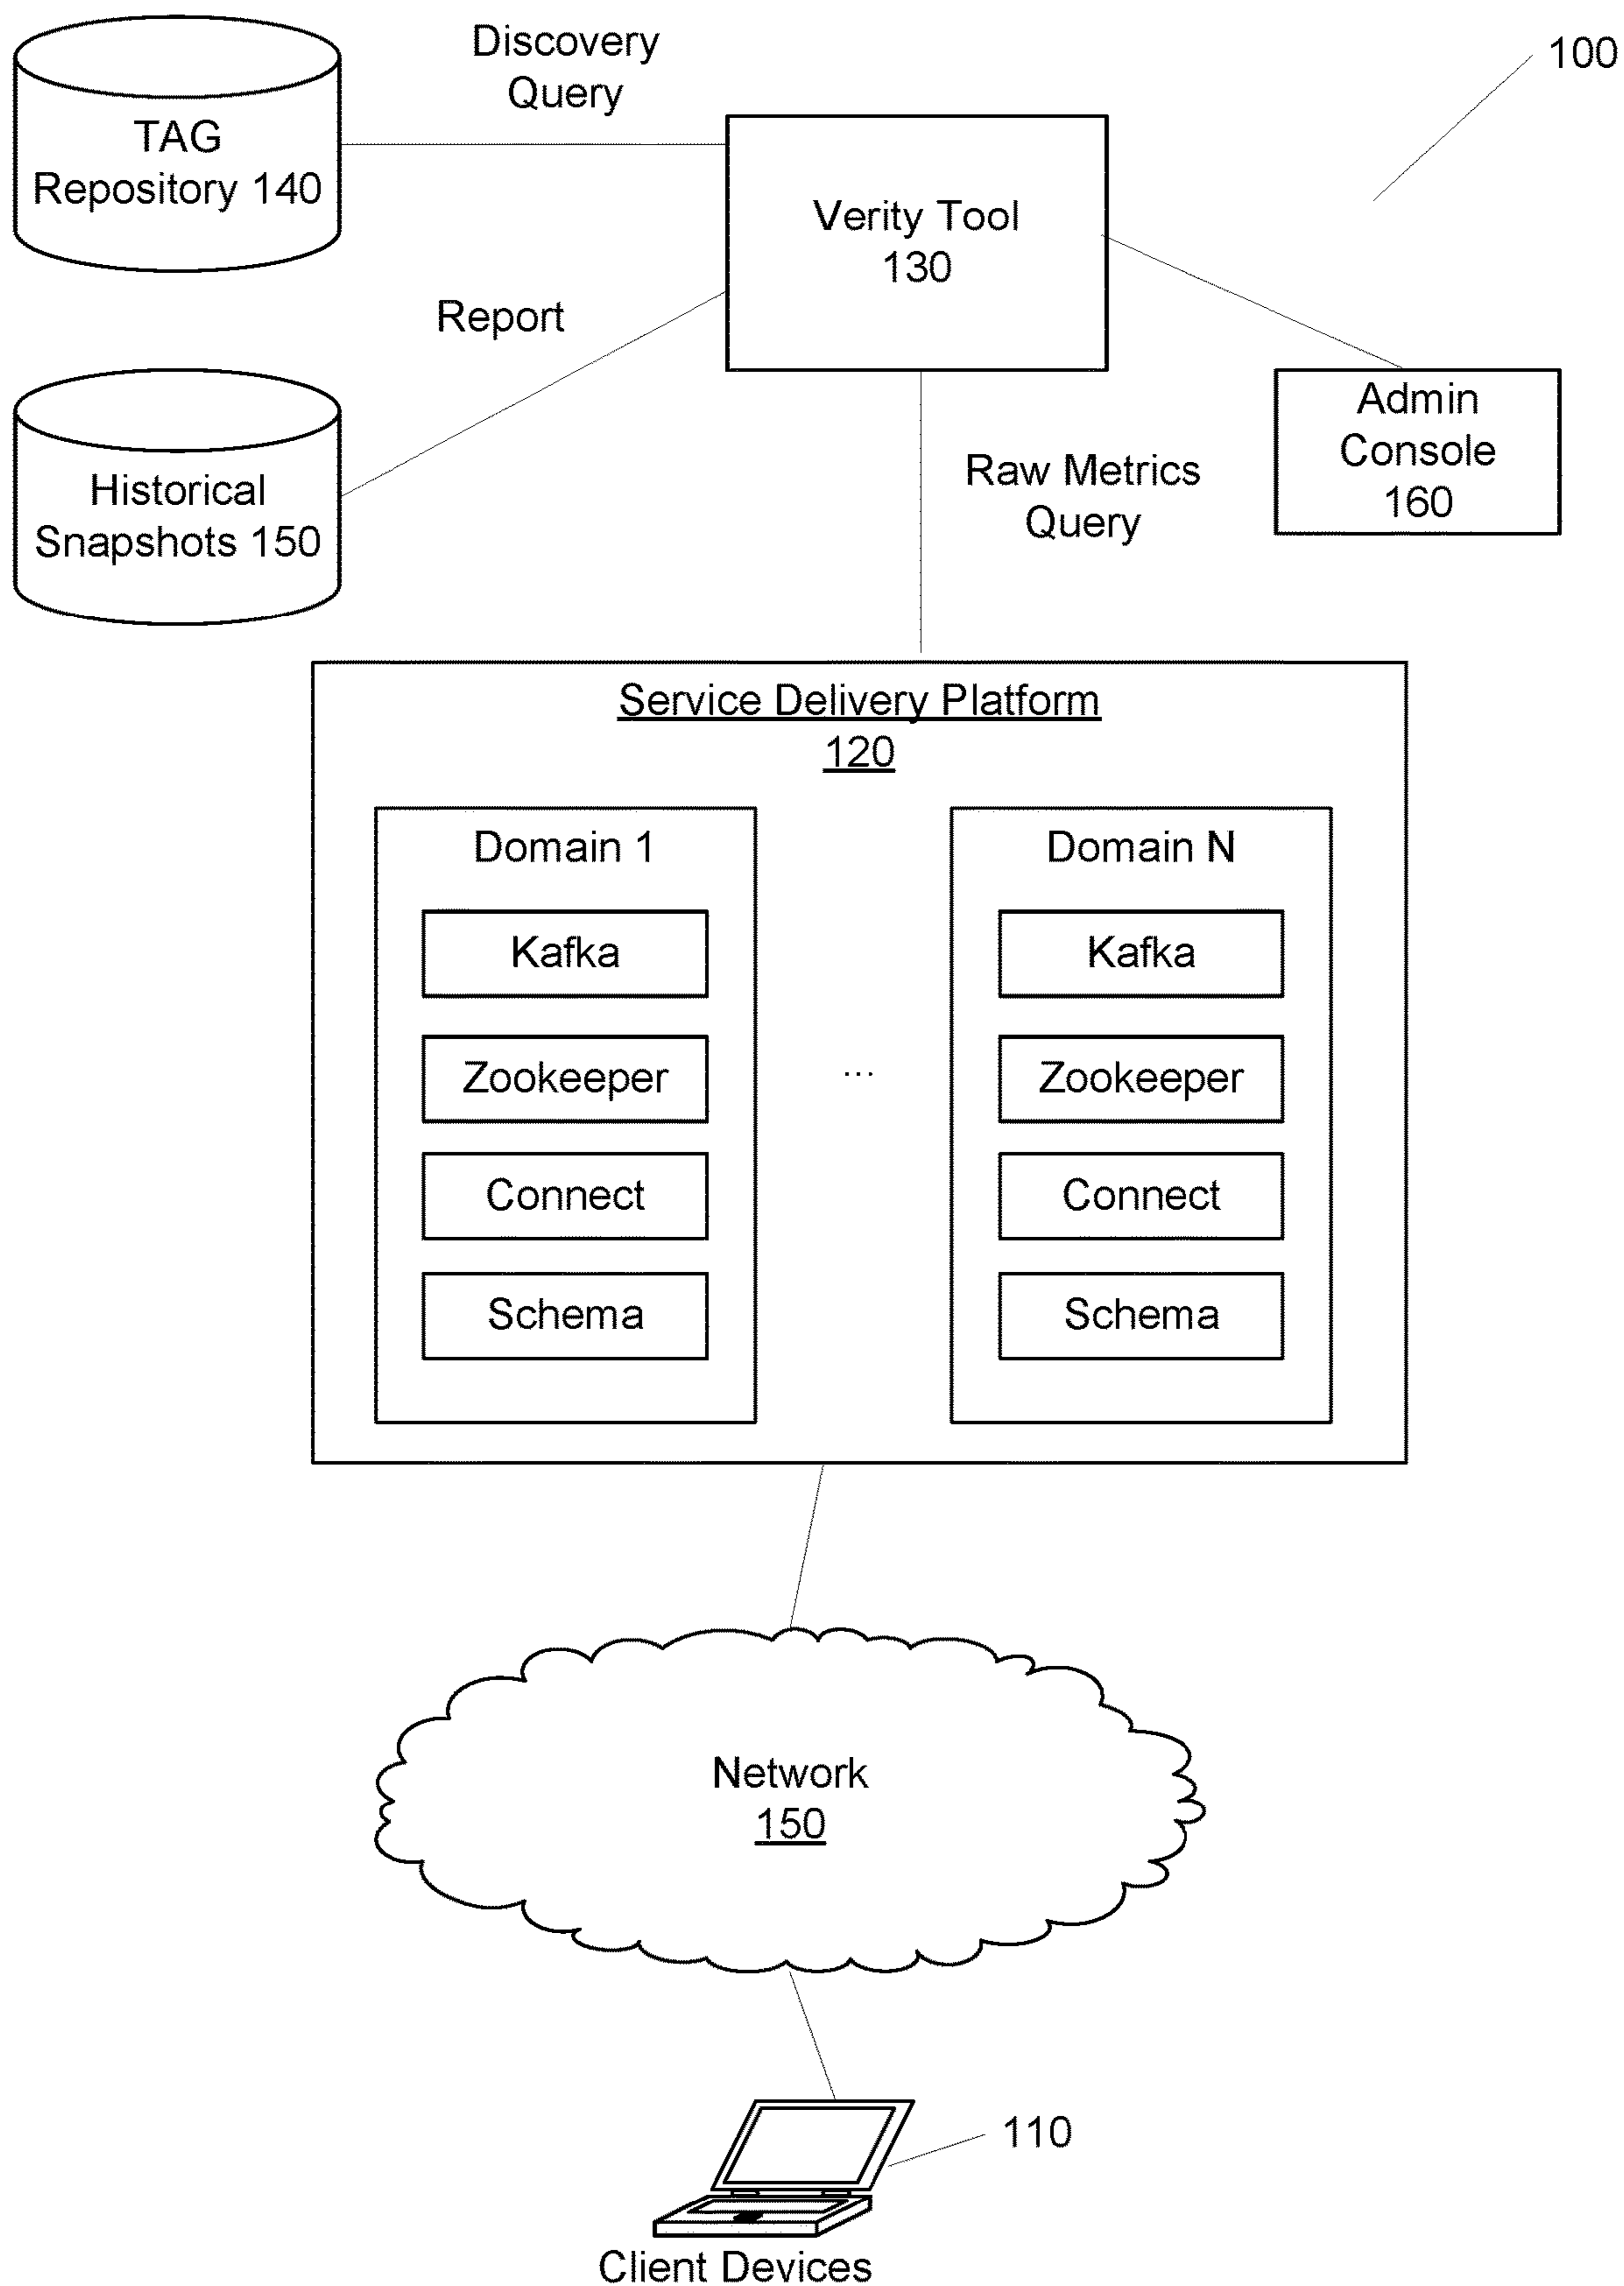 Discovery
Query
100
TAG
Repository 140
Verity Tool
130
Report
Historical
Snapshots 150
Admin
Console
160
Raw Metrics
Query
Service Delivery Platform
120
Domain 1
Kafka
Zookeeper
Connect
Schema
...
Domain N
Kafka
Zookeeper
Connect
Schema
Network
150
110
Client Devices